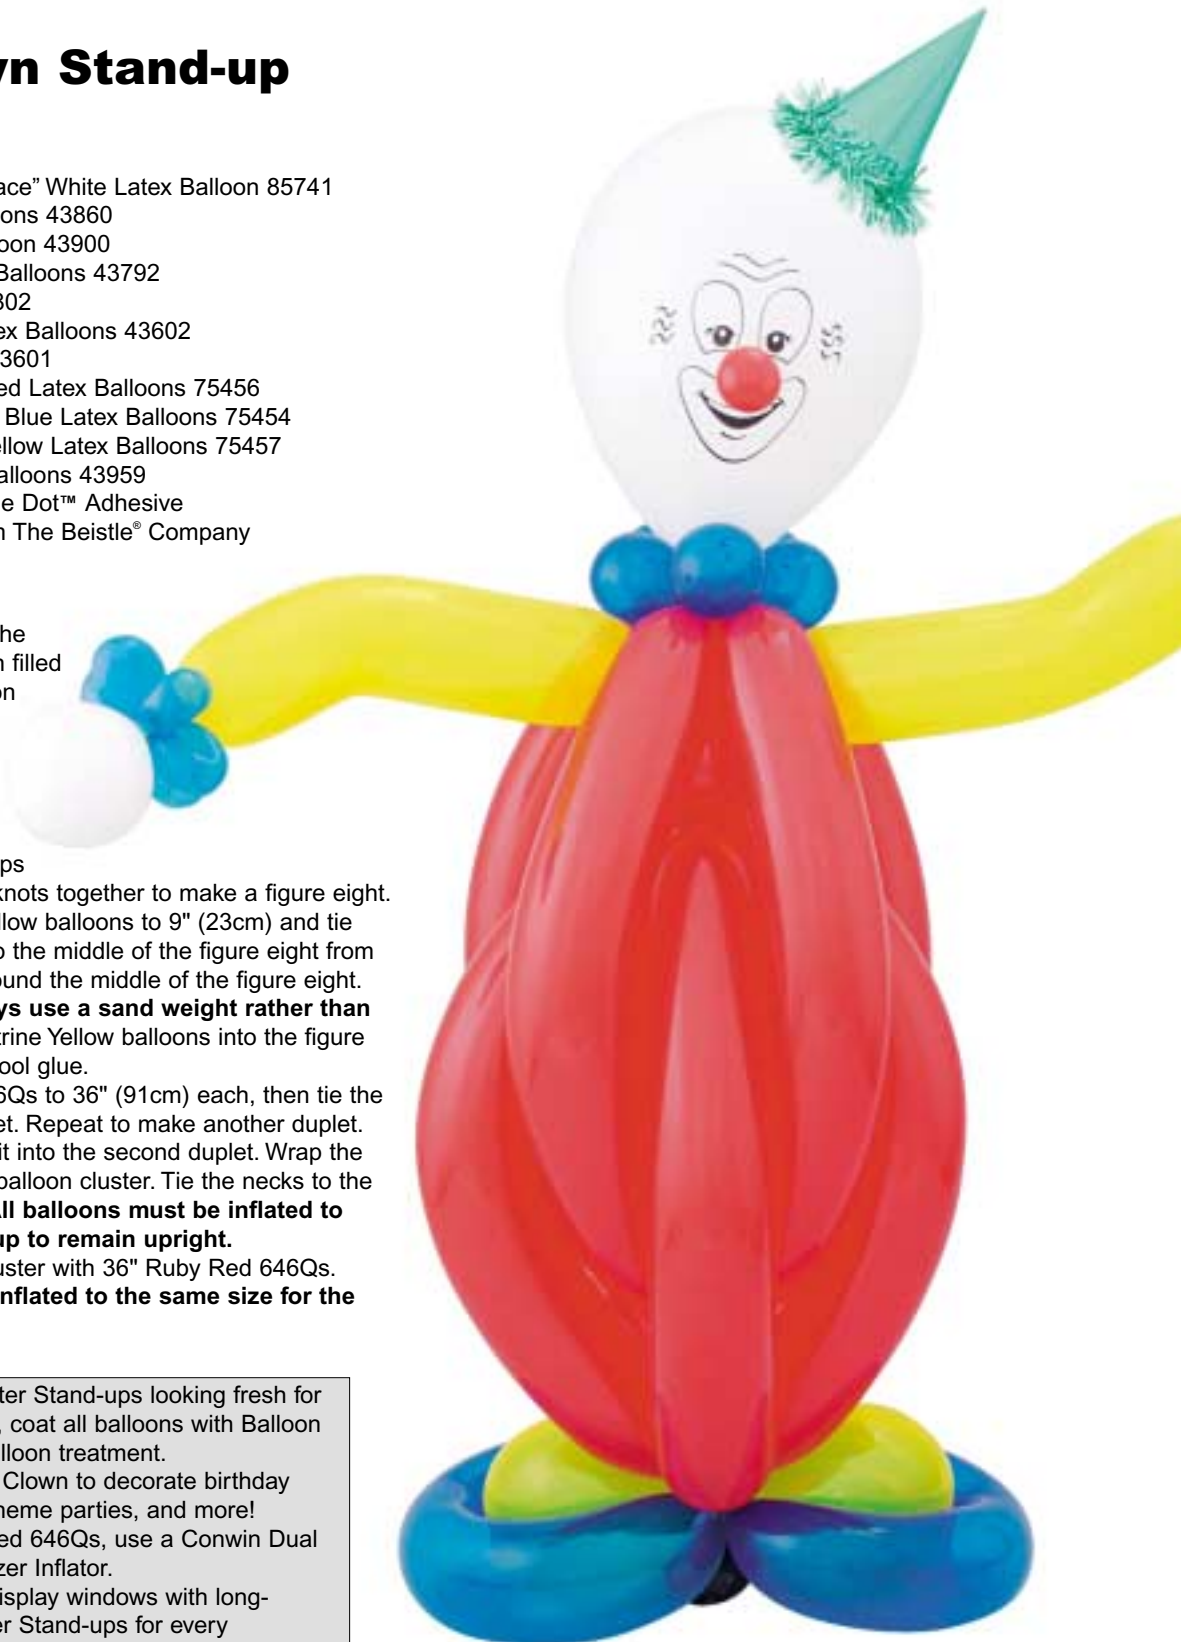 yn Stand-up
ace” White Latex Balloon 85741
ons 43860
oon 43900
Balloons 43792
302
ex Balloons 43602
3601
ed Latex Balloons 75456
Blue Latex Balloons 75454
ellow Latex Balloons 75457
alloons 43959
e Dot™ Adhesive
n The Beistle® Company
he
n filled
on
ps
knots together to make a figure eight.
llow balloons to 9" (23cm) and tie
o the middle of the figure eight from
ound the middle of the figure eight.
ys use a sand weight rather than
trine Yellow balloons into the figure
ool glue.
6Qs to 36" (91cm) each, then tie the
et. Repeat to make another duplet.
it into the second duplet. Wrap the
balloon cluster. Tie the necks to the
All balloons must be inflated to
up to remain upright.
uster with 36" Ruby Red 646Qs.
inflated to the same size for the
ter Stand-ups looking fresh for
, coat all balloons with Balloon
lloon treatment.
Clown to decorate birthday
heme parties, and more!
ed 646Qs, use a Conwin Dual
zer Inflator.
isplay windows with long-
er Stand-ups for every